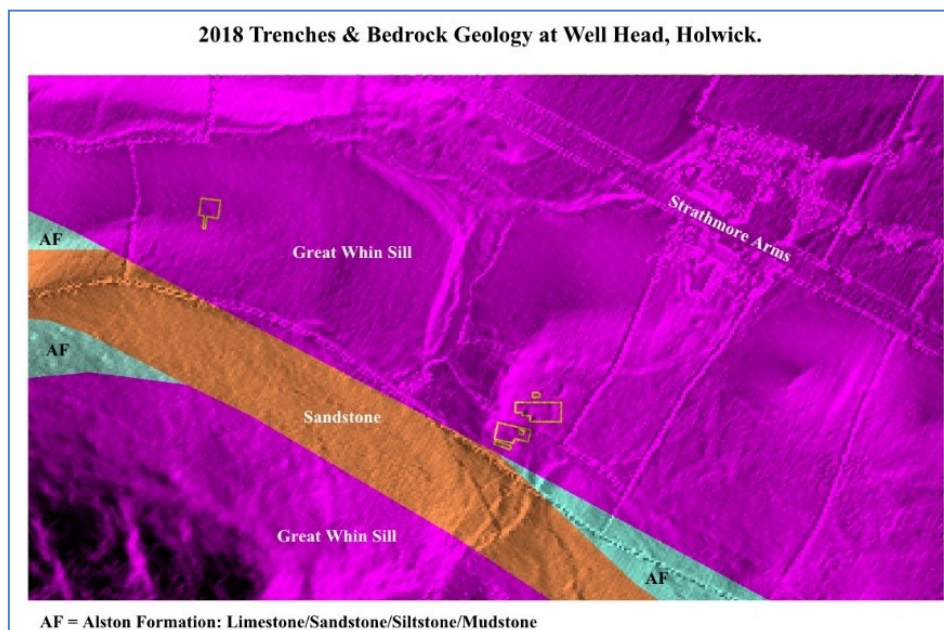 2018 Trenches & Bedrock Geology at Well Head, Holwick.
Strathmore Arms
AF
Great Whin Sill
AF
Sandstone
Great Whin Sill
AF
AF = Alston Formation: Limestone/Sandstone/Siltstone/Mudstone